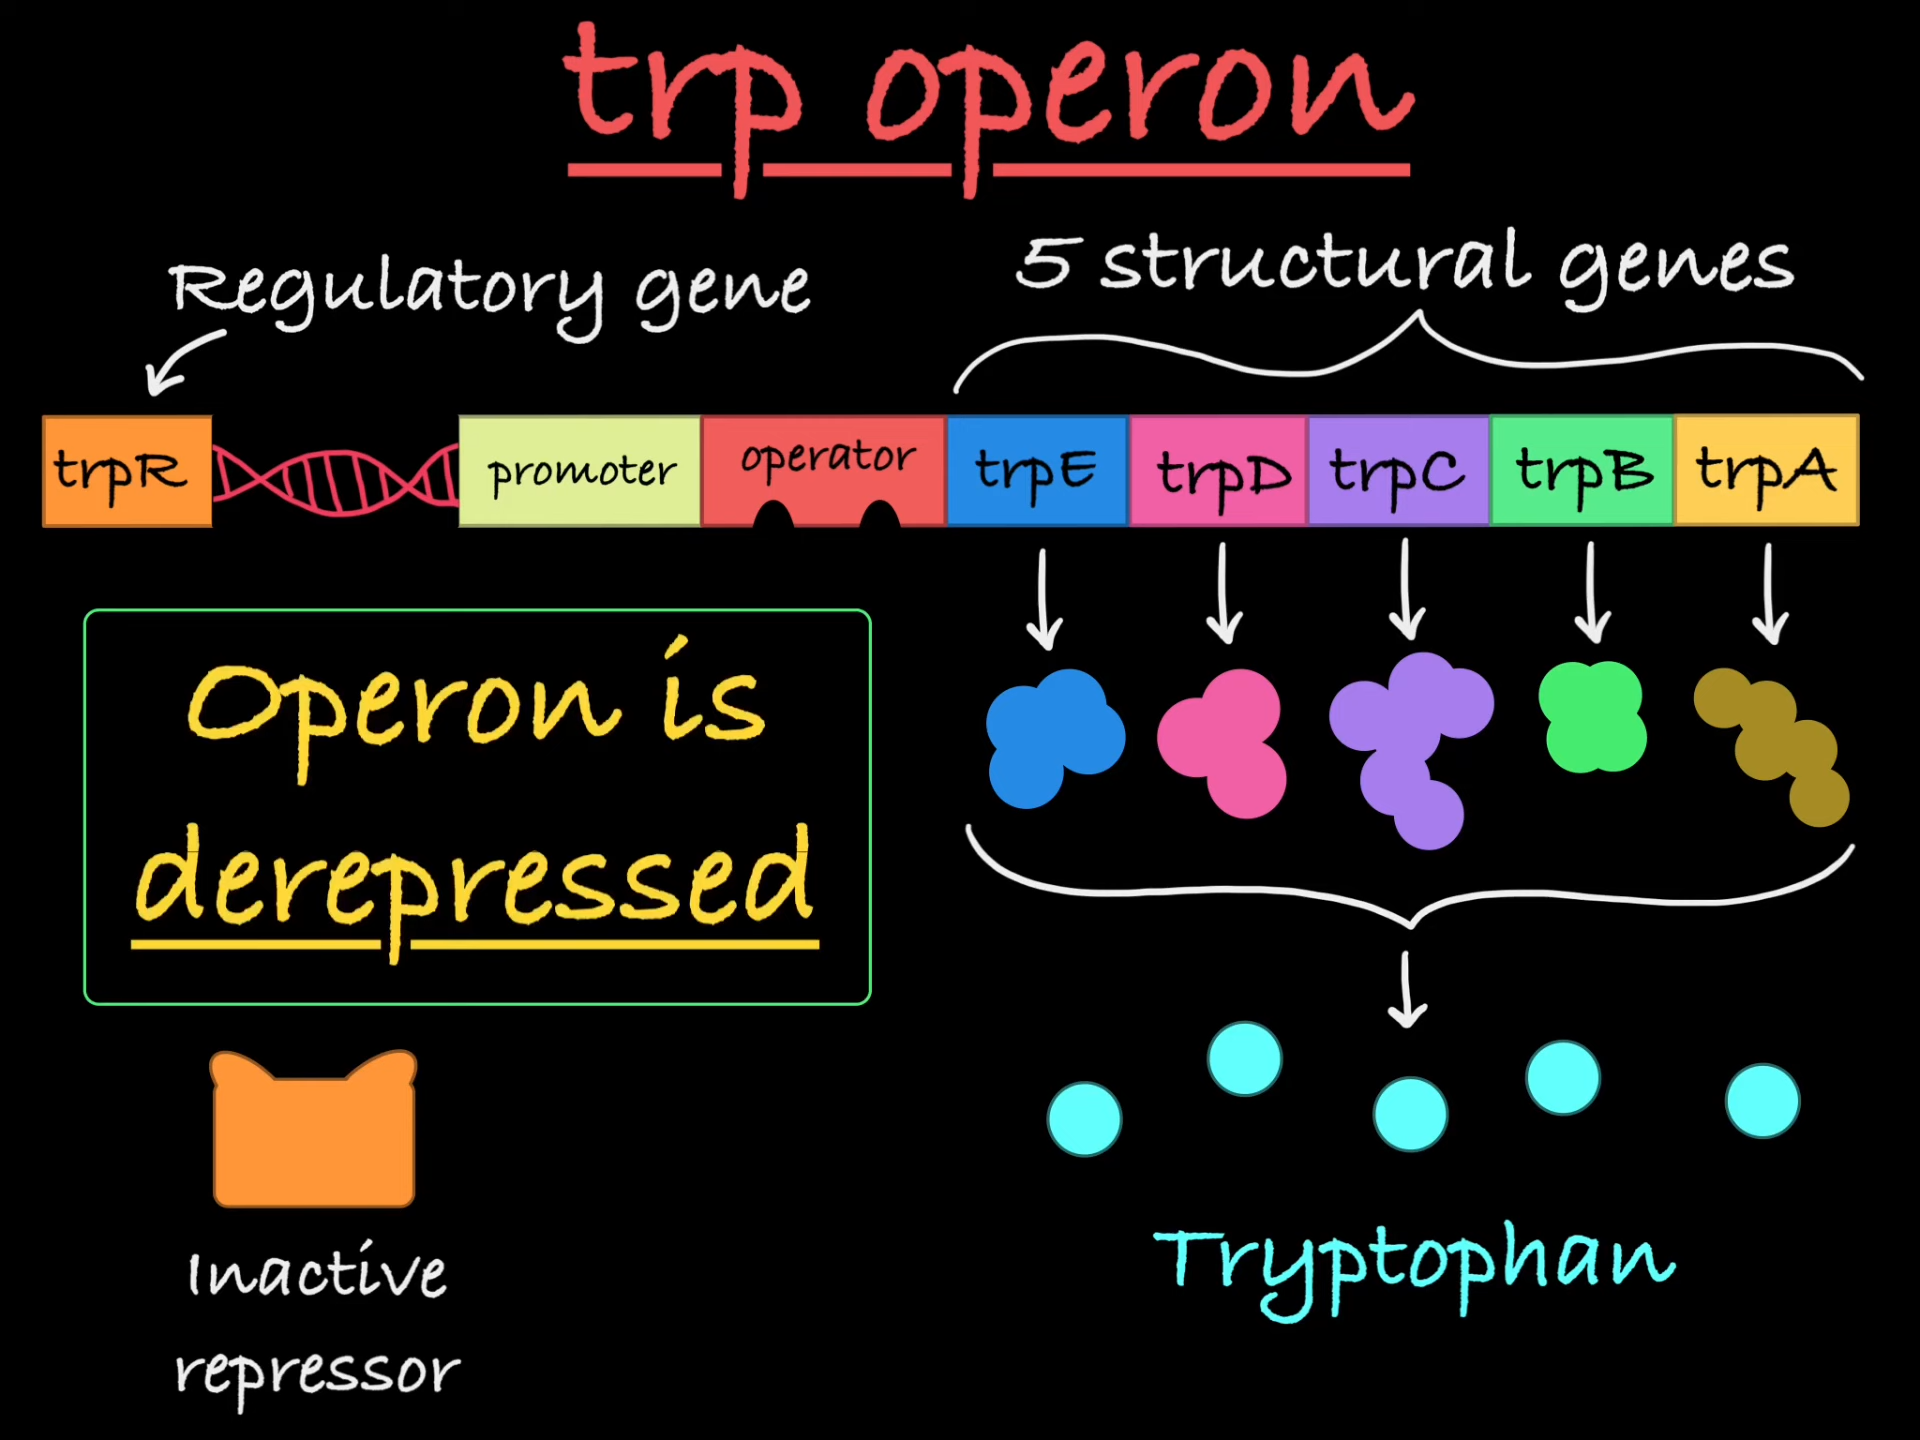 trp operon
Regulatory gene
5 structural genes
trpR
promoter
operator
trpE
trpD
trpC
trpB
trpA
Operon is
derepressed
Inactive
repressor
Tryptophan